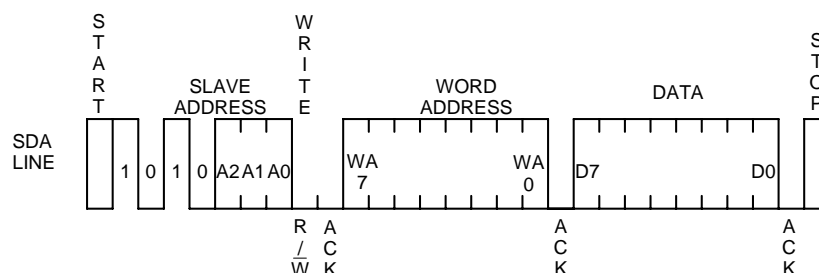 START
WRITE
STOP
SLAVE
ADDRESS
WORD
ADDRESS
DATA
SDA
LINE
1 0 1 0 A2 A1 A0
WA
7
WA
0
D7
D0
R/W
ACK
ACK
ACK